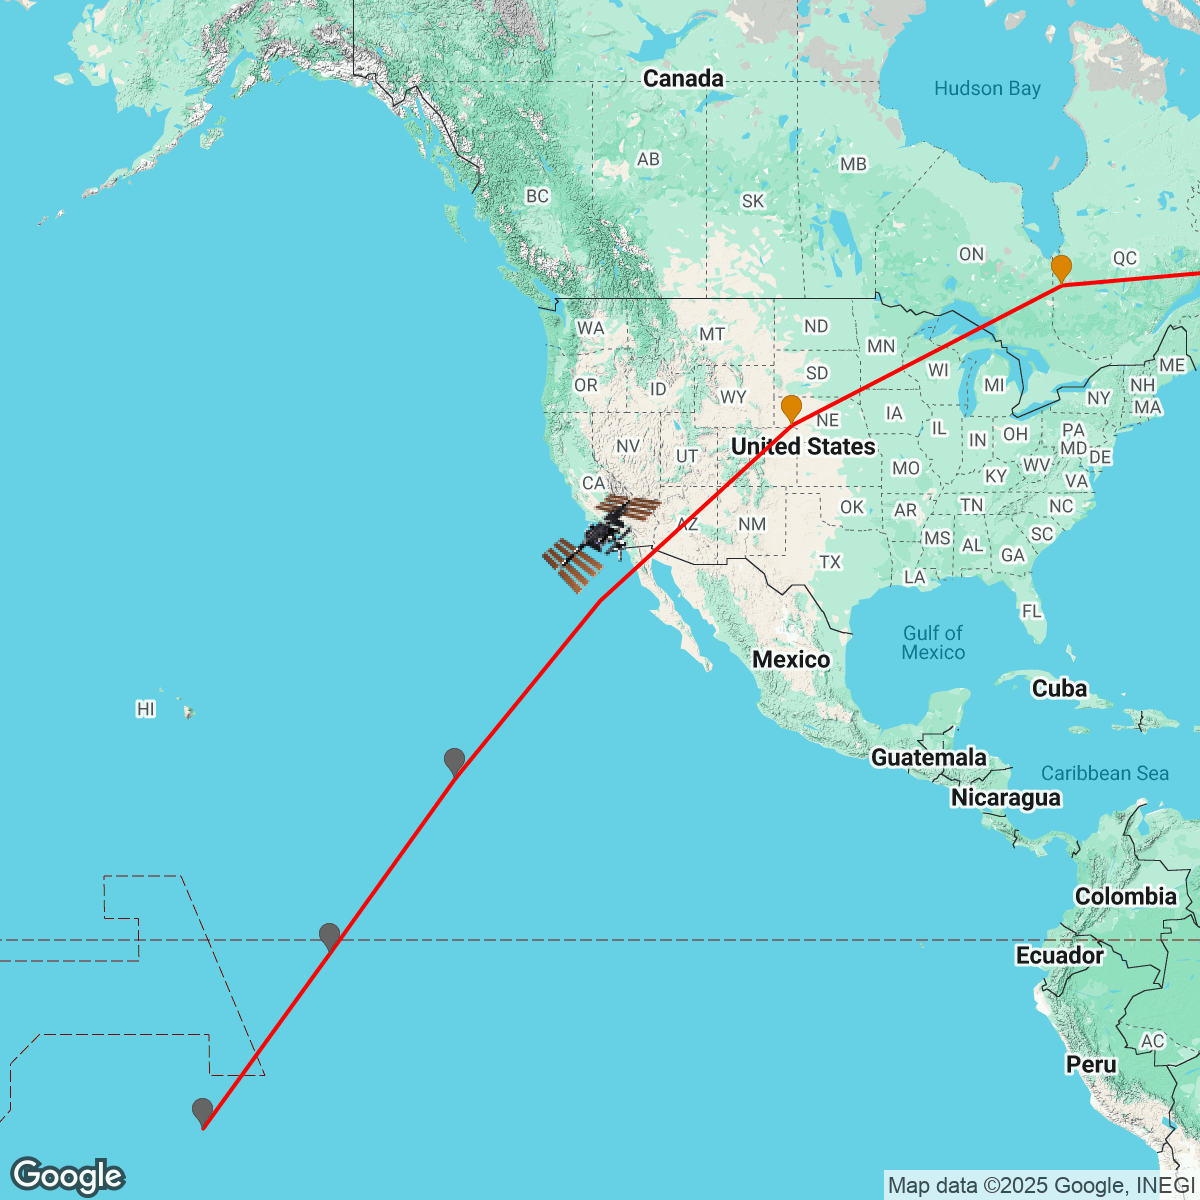 Canada
Hudson Bay
AB
MB
BC
SK
ON
QC
WA
MT
ND
MN
OR
ID
WY
SD
WI
MI
ME
NH
NY
MA
NE
IA
IL
IN
OH
PA
MD
DE
NV
UT
United States
CA
MO
KY
WV
VA
AZ
NM
OK
AR
TN
NC
SC
MS
AL
GA
TX
LA
FL
Gulf of
Mexico
Mexico
Cuba
HI
Guatemala
Caribbean Sea
Nicaragua
Colombia
Ecuador
AC
Peru
Google
Map data ©2025 Google, INEGI